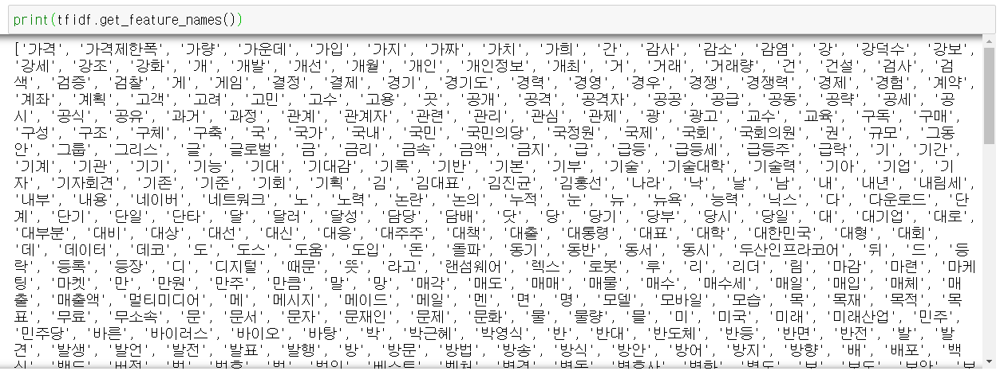 print(tfidf.get_feature_names())
['가격', '가격제한폭', '가량', '가운데', '가입', '가지', '가짜', '가치', '가희', '간', '감사', '감소', '감염', '강', '강덕수', '강보',
'강세', '강조', '강화', '개', '개발', '개선', '개월', '개인', '개인정보', '개최', '거', '거래', '거래량', '건', '건설', '검사', '검
색', '검증', '검찰', '게', '게임', '결정', '결제', '경기', '경기도', '경력', '경영', '경우', '경쟁', '경쟁력', '경제', '경험', '계약',
'계좌', '계획', '고객', '고려', '고민', '고수', '고용', '곳', '공개', '공격', '공격자', '공공', '공급', '공동', '공략', '공세', '공
시', '공식', '공유', '과거', '과정', '관계', '관계자', '관련', '관리', '관심', '관제', '광', '광고', '교수', '교육', '구독', '구매',
'구성', '구조', '구체', '구축', '국', '국가', '국내', '국민', '국민의당', '국정원', '국제', '국회', '국회의원', '권', '규모', '그동
안', '그룹', '그리스', '글', '글로벌', '금', '금리', '금속', '금액', '금지', '급', '급등', '급등세', '급등주', '급락', '기', '기간',
'기계', '기관', '기기', '기능', '기대', '기대감', '기록', '기반', '기본', '기부', '기술', '기술대학', '기술력', '기아', '기업', '기
자', '기자회견', '기존', '기준', '기회', '기획', '김', '김대표', '김진균', '김홍선', '나라', '낙', '날', '남', '내', '내년', '내림세',
'내부', '내용', '네이버', '네트워크', '노', '노력', '논란', '논의', '누적', '눈', '뉴', '뉴욕', '능력', '닉스', '다', '다운로드', '단
계', '단기', '단일', '단타', '달', '달러', '달성', '담당', '담배', '닷', '당', '당기', '당부', '당시', '당일', '대', '대기업', '대로',
'대부분', '대비', '대상', '대선', '대신', '대응', '대주주', '대책', '대출', '대통령', '대표', '대학', '대한민국', '대형', '대회',
'데', '데이터', '데코', '도', '도스', '도움', '도입', '돈', '돌파', '동기', '동반', '동서', '동시', '두산인프라코어', '뒤', '드', '등
락', '등록', '등장', '디', '디지털', '때문', '뜻', '라고', '랜섬웨어', '렉스', '로봇', '루', '리', '리더', '림', '마감', '마련', '마케
팅', '마켓', '만', '만원', '만주', '만큼', '말', '망', '매각', '매도', '매매', '매물', '매수', '매수세', '매일', '매입', '매체', '매
출', '매출액', '멀티미디어', '메', '메시지', '메이드', '메일', '멘', '면', '명', '모델', '모바일', '모습', '목', '목재', '목적', '목
표', '무료', '무소속', '문', '문서', '문자', '문재인', '문제', '문화', '물', '물량', '믈', '미', '미국', '미래', '미래산업', '민주',
'민주당', '바른', '바이러스', '바이오', '바탕', '박', '박근혜', '박영식', '반', '반대', '반도체', '반등', '반면', '반전', '발', '발
견', '발생', '발언', '발전', '발표', '발행', '방', '방문', '방법', '방송', '방식', '방안', '방어', '방지', '방향', '배', '배포', '백